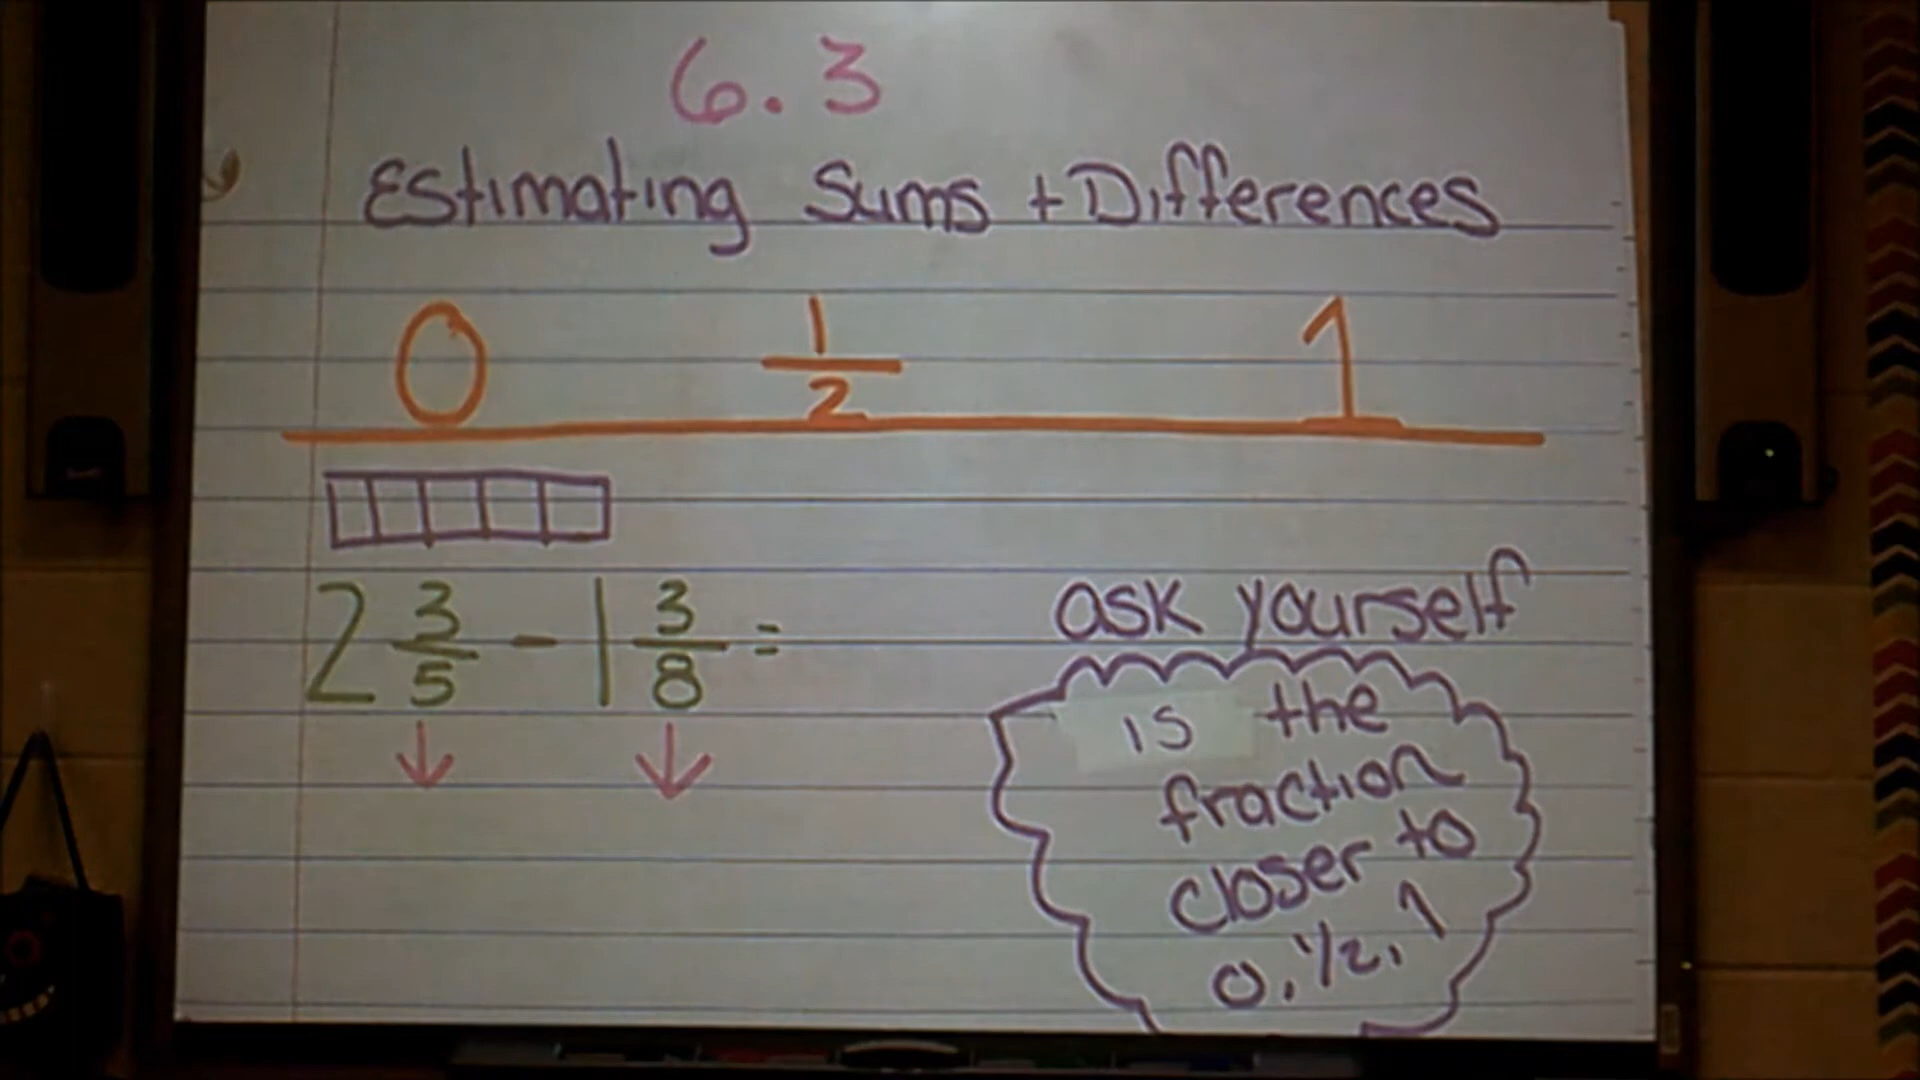 6.3
Estimating Sums + Differences
0 1/2 1
2 3/5 - 1 3/8 =
ask yourself
is the
fraction
closer to
0, 1/2, 1